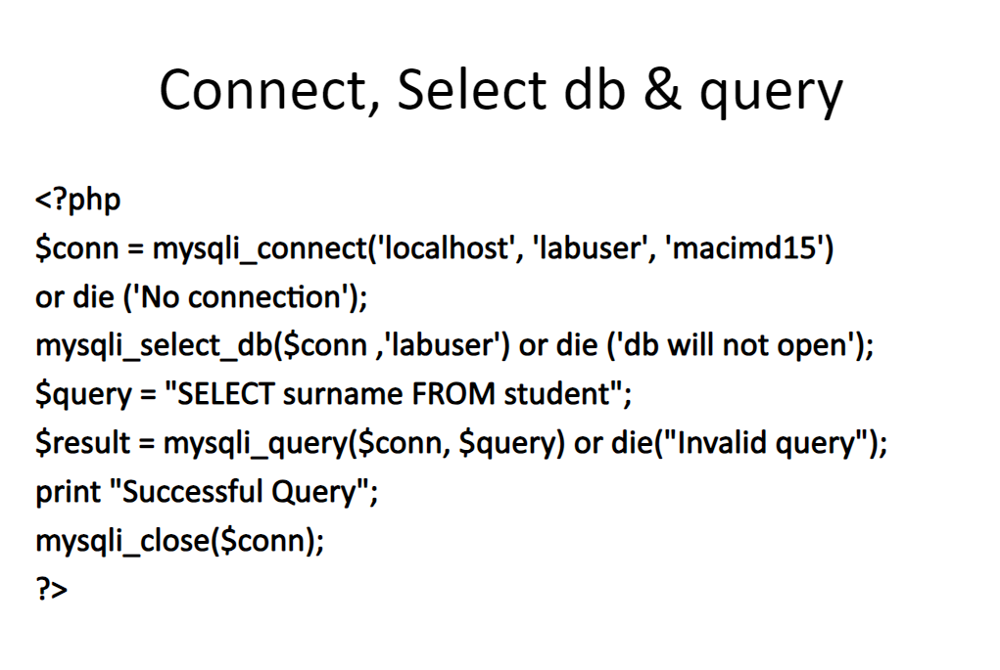 Connect, Select db & query
<?php
$conn = mysqli_connect('localhost', 'labuser', 'macimd15')
or die ('No connection');
mysqli_select_db($conn ,'labuser') or die ('db will not open');
$query = "SELECT surname FROM student";
$result = mysqli_query($conn, $query) or die("Invalid query");
print "Successful Query";
mysqli_close($conn);
?>